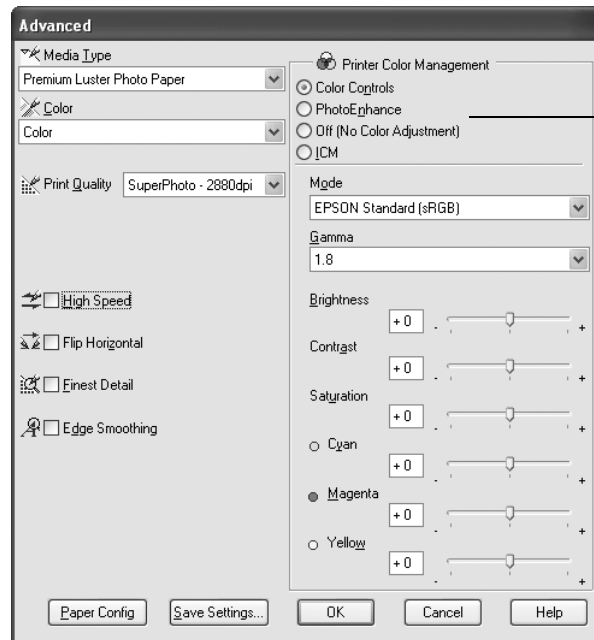 Advanced
Media Type
Premium Luster Photo Paper
Color
Color
Print Quality SuperPhoto - 2880dpi
High Speed
Flip Horizontal
Finest Detail
Edge Smoothing
Printer Color Management
Color Controls
PhotoEnhance
Off (No Color Adjustment)
ICM
Mode
EPSON Standard (sRGB)
Gamma
1.8
Brightness
+ 0 - +
Contrast
+ 0 - +
Saturation
+ 0 - +
Cyan
+ 0 - +
Magenta
+ 0 - +
Yellow
+ 0 - +
Paper Config Save Settings... OK Cancel Help